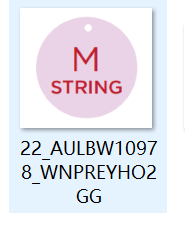 M
STRING
22_AULBW1097
8_WNPREYHO2
GG